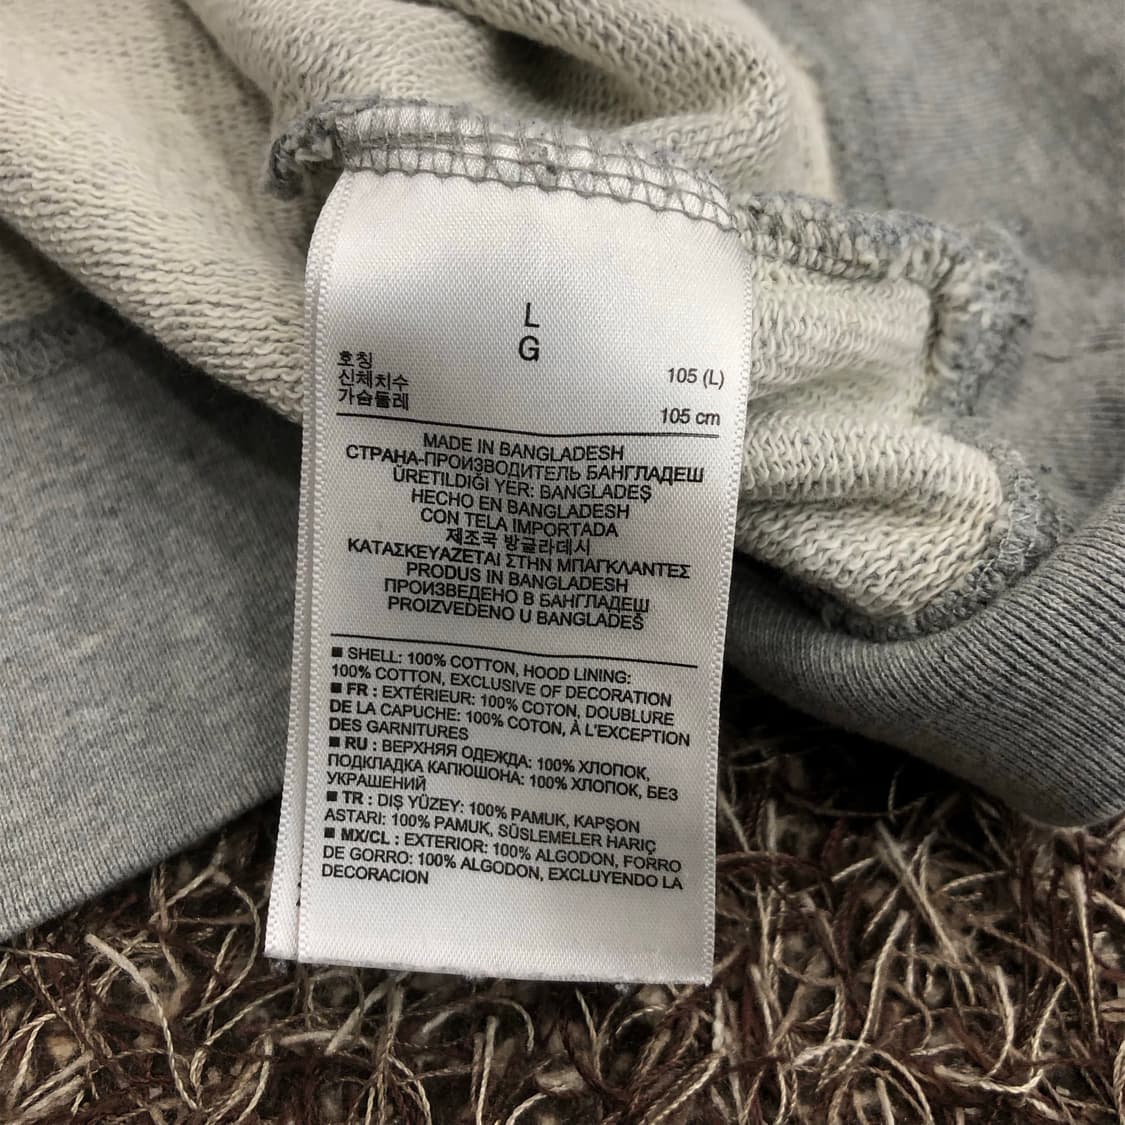 L
G
호칭 105 (L)
신체치수
가슴둘레 105 cm
MADE IN BANGLADESH
СТРАНА-ПРОИЗВОДИТЕЛЬ БАНГЛАДЕШ
ÜRETILDIĞI YER: BANGLADEŞ
HECHO EN BANGLADESH
CON TELA IMPORTADA
제조국 방글라데시
ΚΑΤΑΣΚΕΥΑΖΕΤΑΙ ΣΤΗΝ ΜΠΑΓΚΛΑΝΤΕΣ
PRODUS IN BANGLADESH
ПРОИЗВЕДЕНО В БАНГЛАДЕШ
PROIZVEDENO U BANGLADEŠ
■ SHELL: 100% COTTON, HOOD LINING:
100% COTTON, EXCLUSIVE OF DECORATION
■ FR : EXTÉRIEUR: 100% COTON, DOUBLURE
DE LA CAPUCHE: 100% COTON, À L'EXCEPTION
DES GARNITURES
■ RU : ВЕРХНЯЯ ОДЕЖДА: 100% ХЛОПОК,
ПОДКЛАДКА КАПЮШОНА: 100% ХЛОПОК, БЕЗ
УКРАШЕНИЙ
■ TR : DIŞ YÜZEY: 100% PAMUK, KAPŞON
ASTARI: 100% PAMUK, SÜSLEMELER HARIÇ
■ MX/CL : EXTERIOR: 100% ALGODON, FORRO
DE GORRO: 100% ALGODON, EXCLUYENDO LA
DECORACION